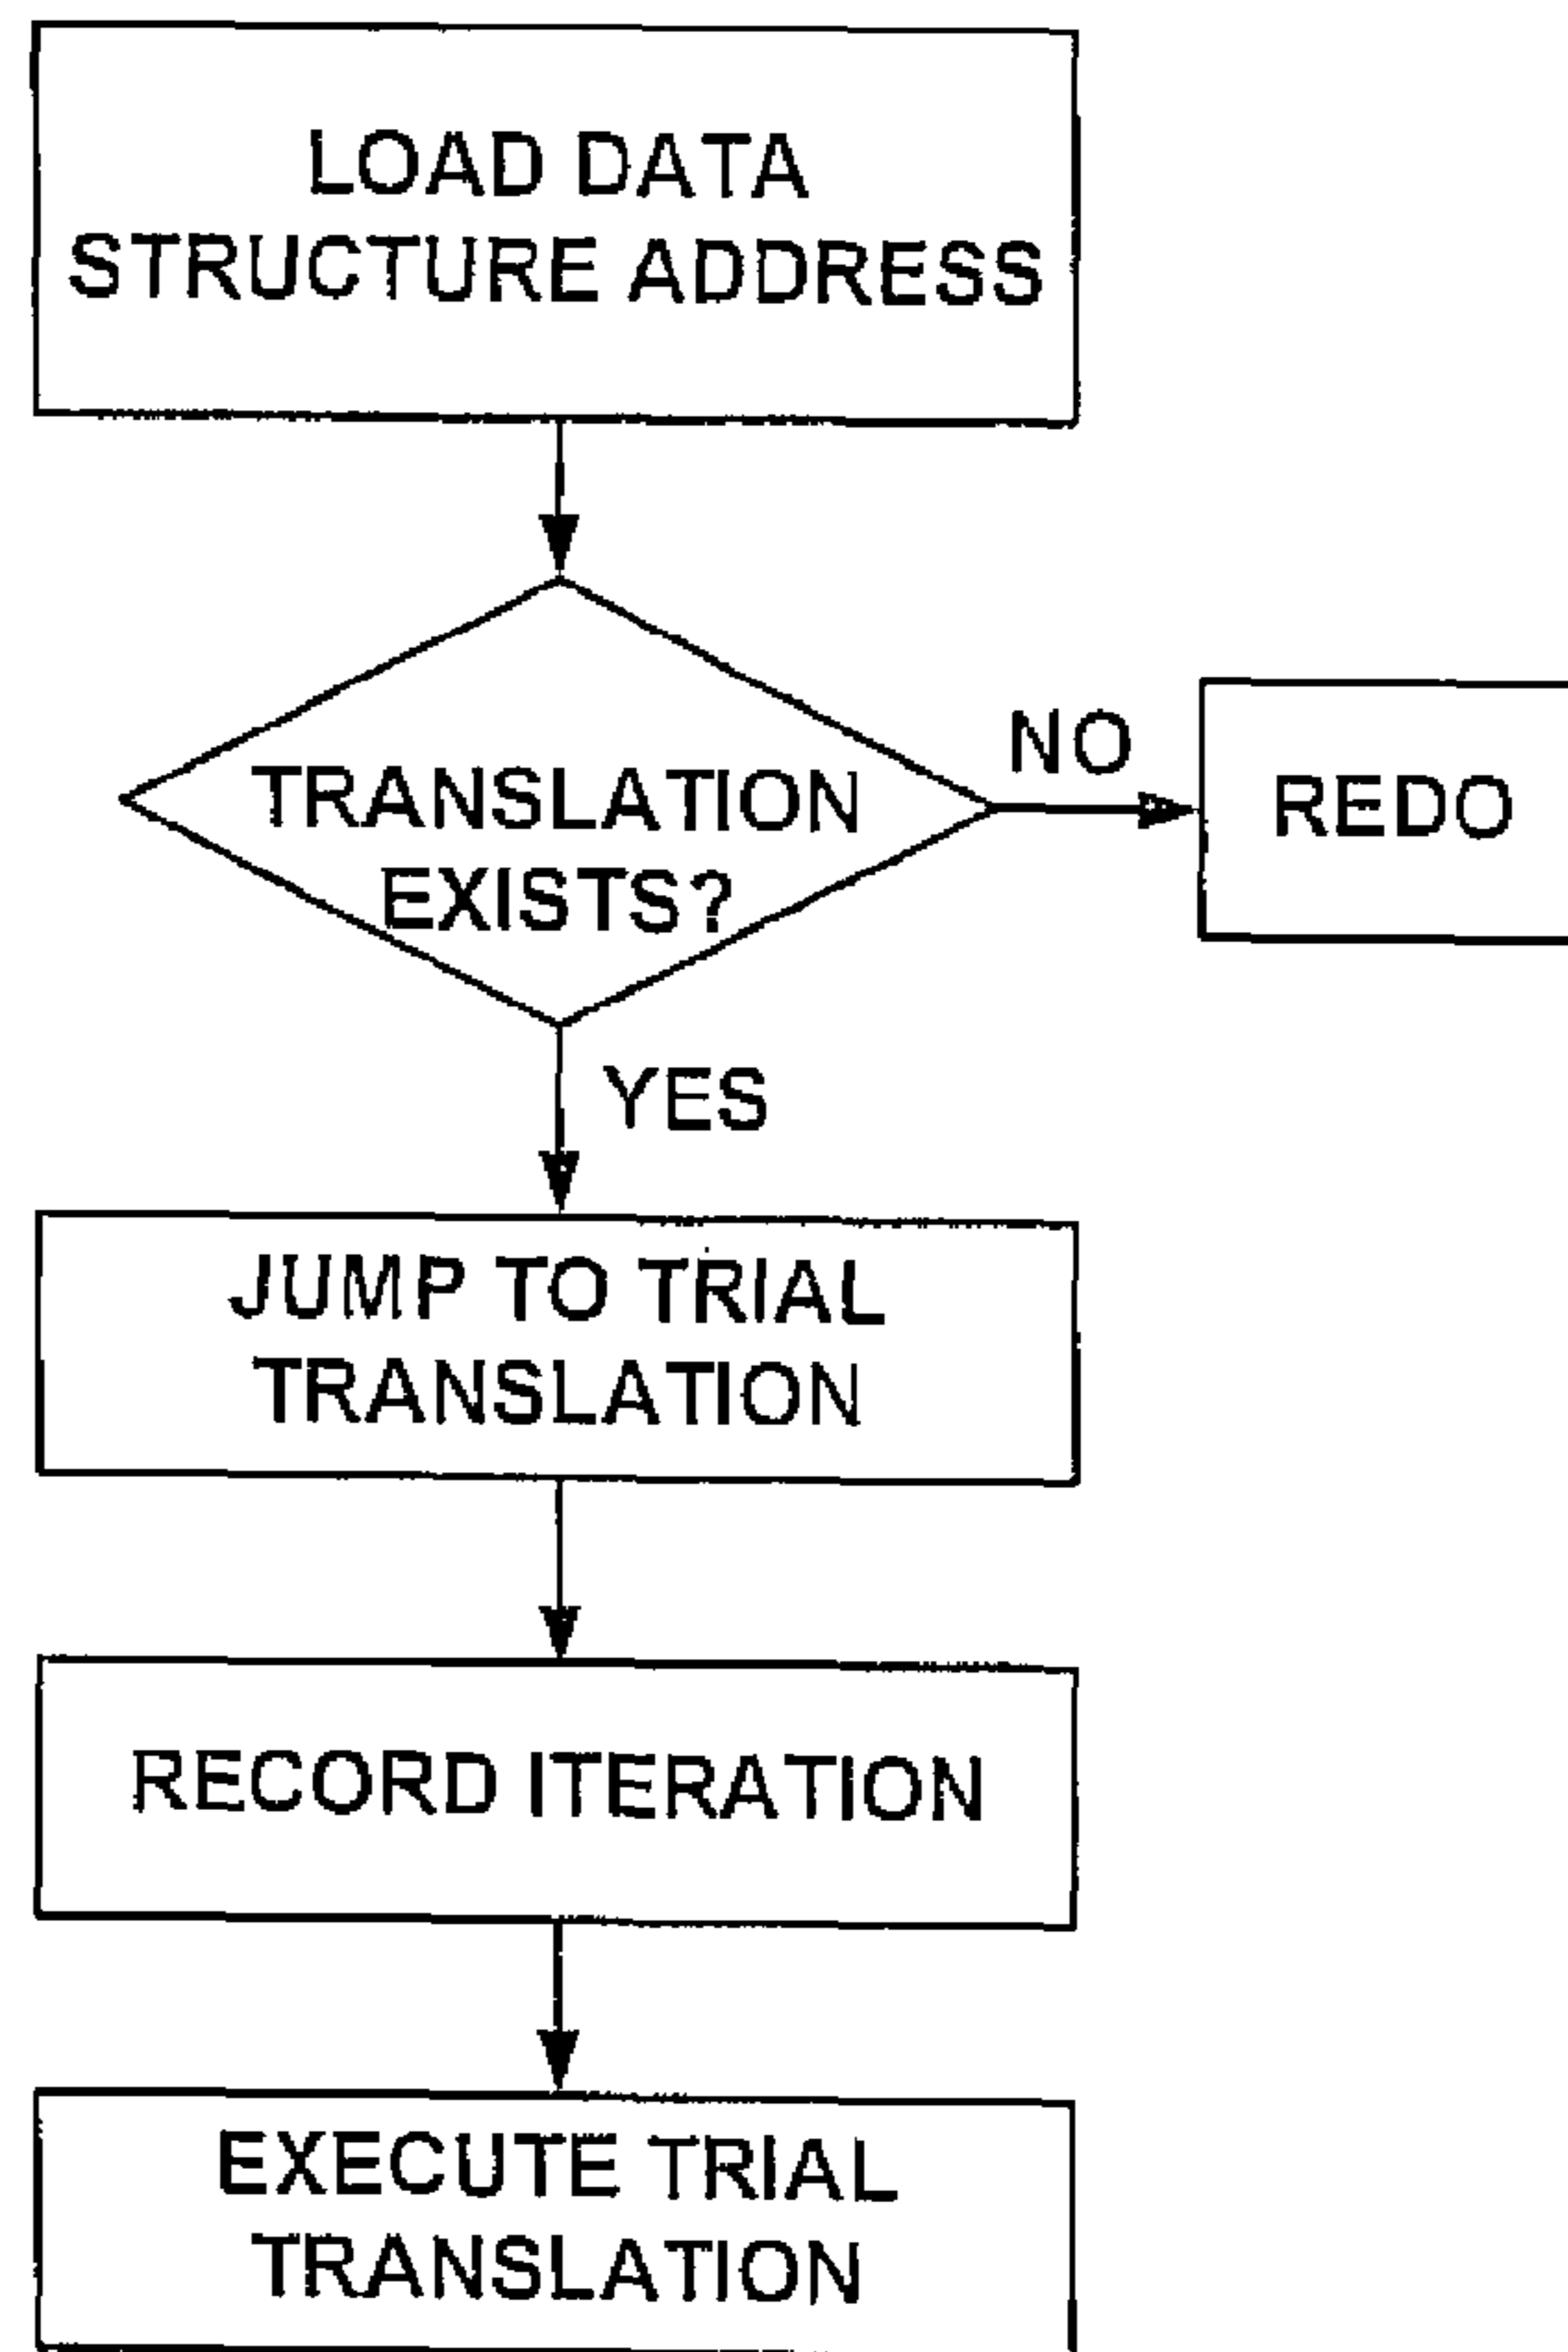 LOAD DATA
STRUCTURE ADDRESS
TRANSLATION
EXISTS?
NO
REDO
YES
JUMP TO TRIAL
TRANSLATION
RECORD ITERATION
EXECUTE TRIAL
TRANSLATION